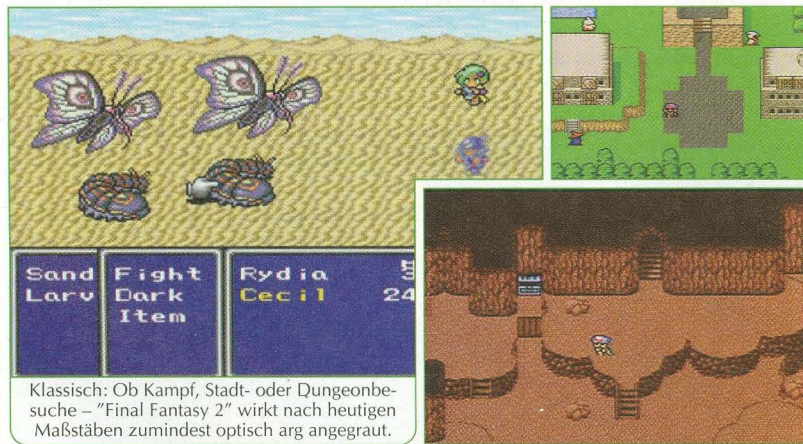 Sand Fight Rydia 3
Larv Dark Cecil 24
Item
Klassisch: Ob Kampf, Stadt- oder Dungeonbe-
suche – "Final Fantasy 2" wirkt nach heutigen
Maßstäben zumindest optisch arg angegraut.